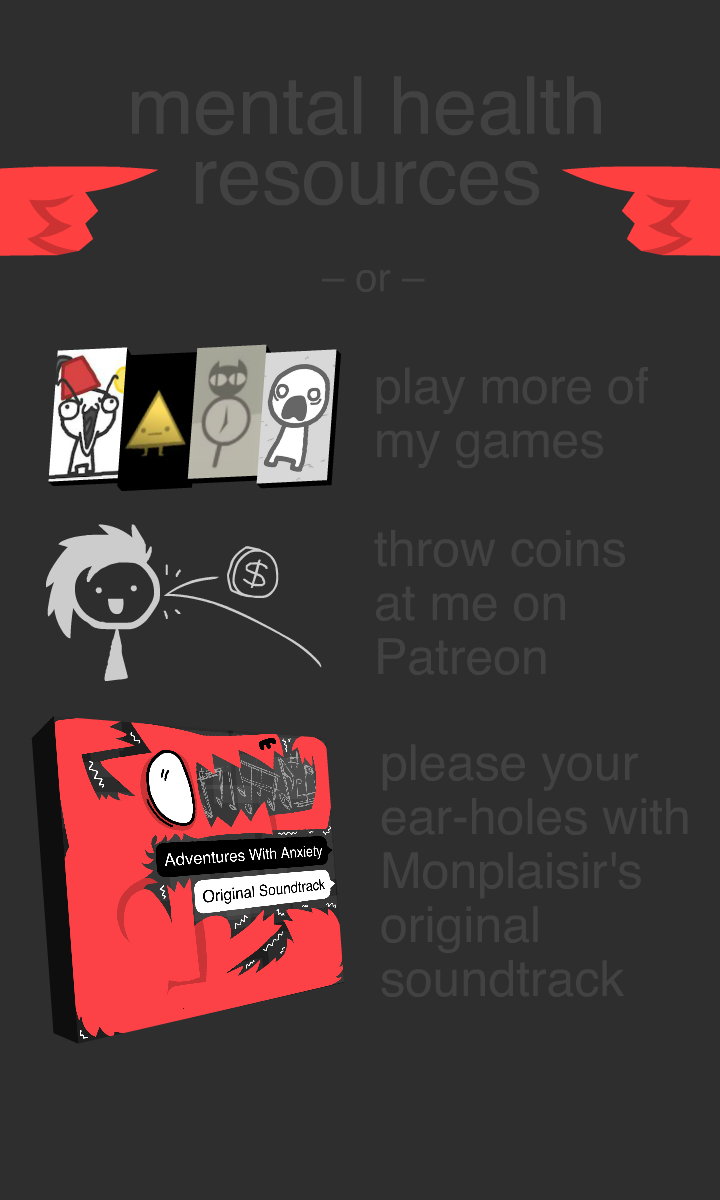 mental health
resources
– or –
play more of
my games
throw coins
at me on
Patreon
$
Adventures With Anxiety
Original Soundtrack
please your
ear-holes with
Monplaisir's
original
soundtrack